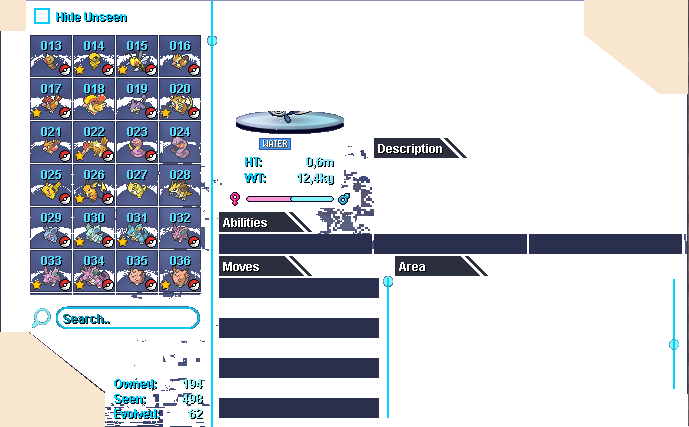 Hide Unseen
013 014 015 016
017 018 019 020
021 022 023 024
025 026 027 028
029 030 031 032
033 034 035 036
Search..
Owned: 194
Seen: 498
Evolved: 62
WATER
HT: 0,6m
WT: 12,4kg
Description
Abilities
Moves
Area